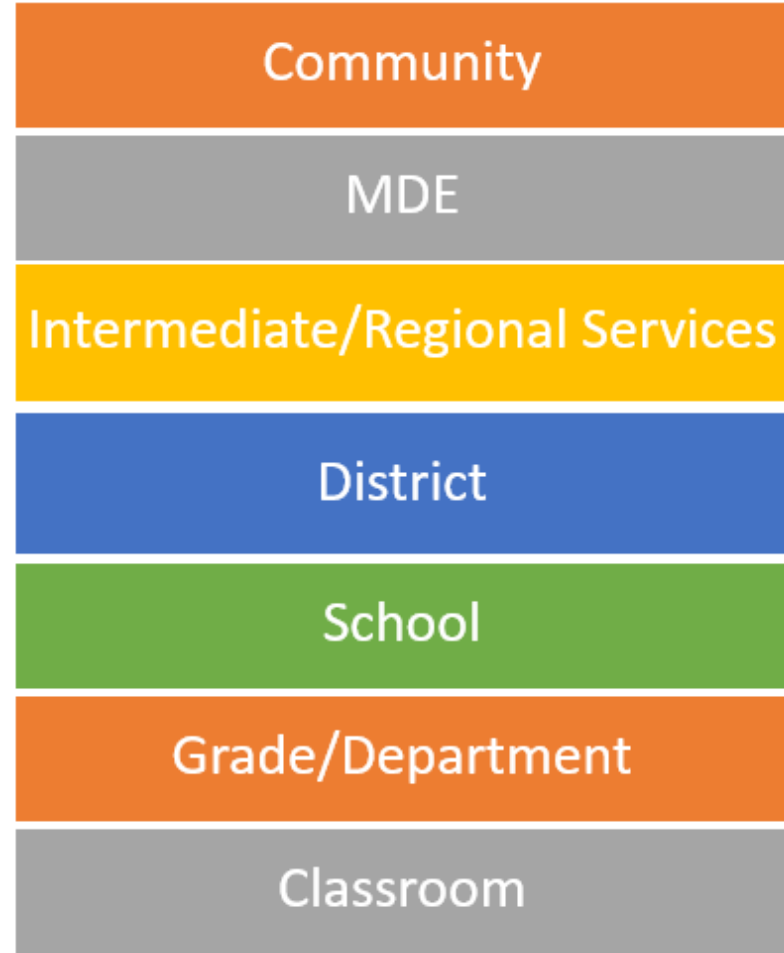 Community
MDE
Intermediate/Regional Services
District
School
Grade/Department
Classroom